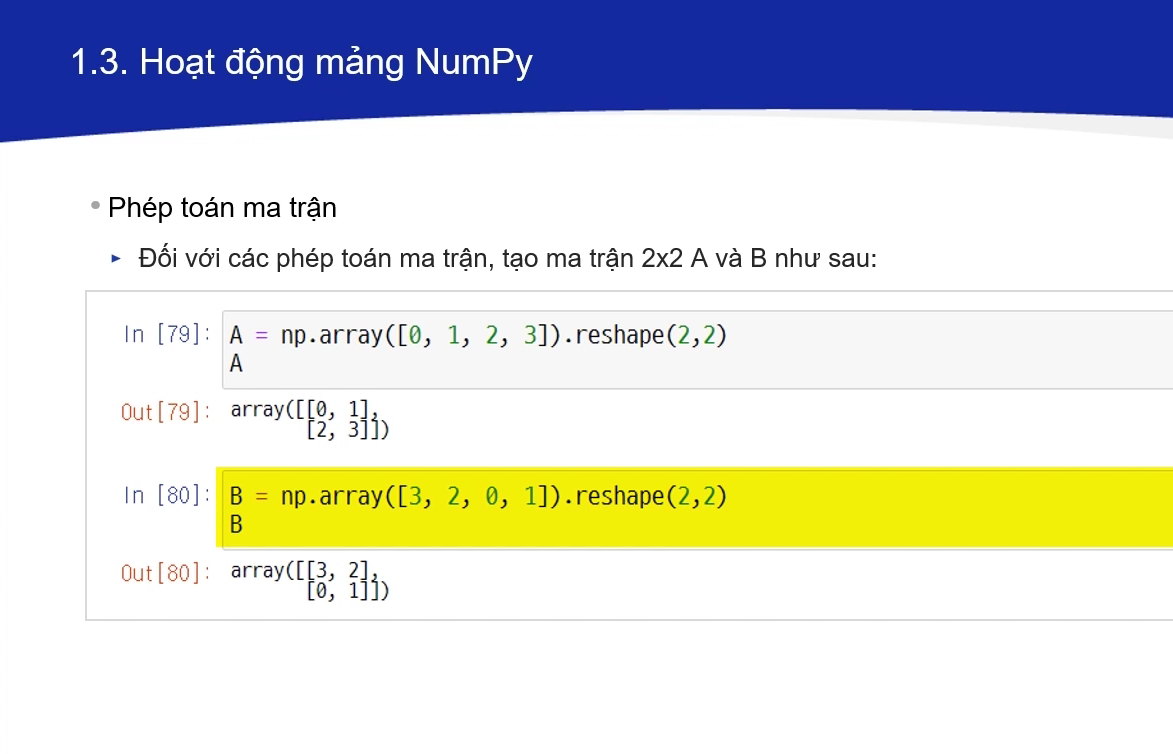 1.3. Hoạt động mảng NumPy
Phép toán ma trận
Đối với các phép toán ma trận, tạo ma trận 2x2 A và B như sau:
In [79]: A = np.array([0, 1, 2, 3]).reshape(2,2)
A
Out[79]: array([[0, 1],
[2, 3]])
In [80]: B = np.array([3, 2, 0, 1]).reshape(2,2)
B
Out[80]: array([[3, 2],
[0, 1]])